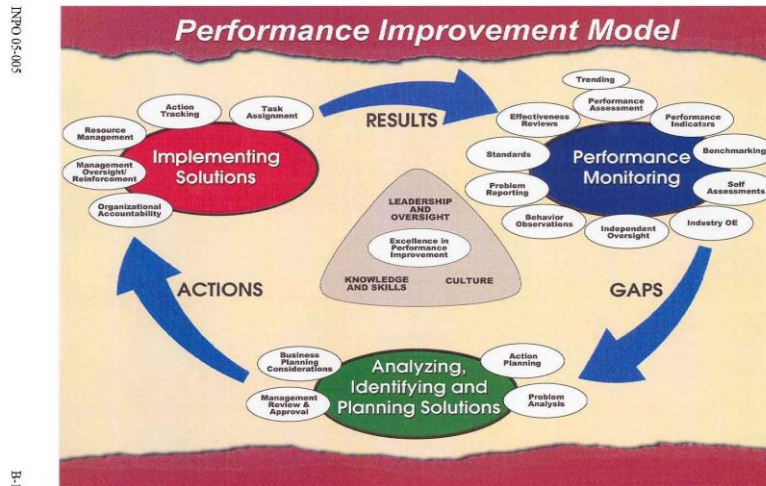 INPO 05-005
Performance Improvement Model
Trending
Performance
Assessment
Effectiveness
Reviews
Performance
Indicators
Standards
Benchmarking
Problem
Reporting
Performance
Monitoring
Self
Assessments
Behavior
Observations
Independent
Oversight
Industry OE
Action
Tracking
Task
Assignment
Resource
Management
Management
Oversight/
Reinforcement
Organizational
Accountability
Implementing
Solutions
RESULTS
LEADERSHIP
AND
OVERSIGHT
Excellence in
Performance
Improvement
KNOWLEDGE
AND SKILLS
CULTURE
ACTIONS
GAPS
Business
Planning
Considerations
Action
Planning
Management
Review &
Approval
Problem
Analysis
Analyzing,
Identifying and
Planning Solutions
B-1